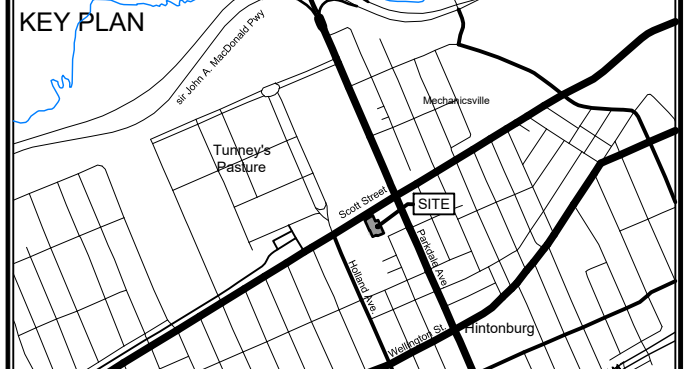 KEY PLAN
sir John A. MacDonald Pwy
Mechanicsville
Tunney's
Pasture
Scott Street
SITE
Holland Ave.
Parkdale Ave.
Wellington St.
Hintonburg